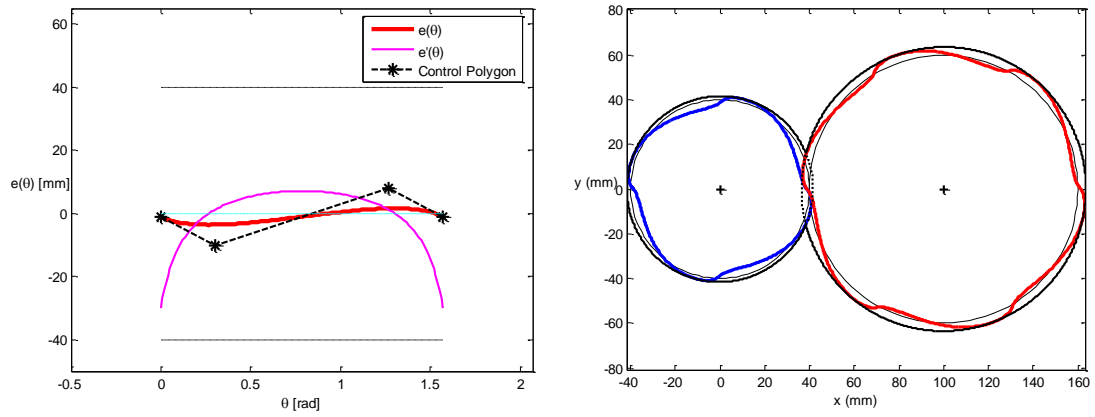 60
40
20
0
-20
-40
e(θ) [mm]
-0.5 0 0.5 1 1.5 2
θ [rad]
e(θ)
e'(θ)
Control Polygon
80
60
40
20
0
-20
-40
-60
-80
y (mm)
-40 -20 0 20 40 60 80 100 120 140 160
x (mm)